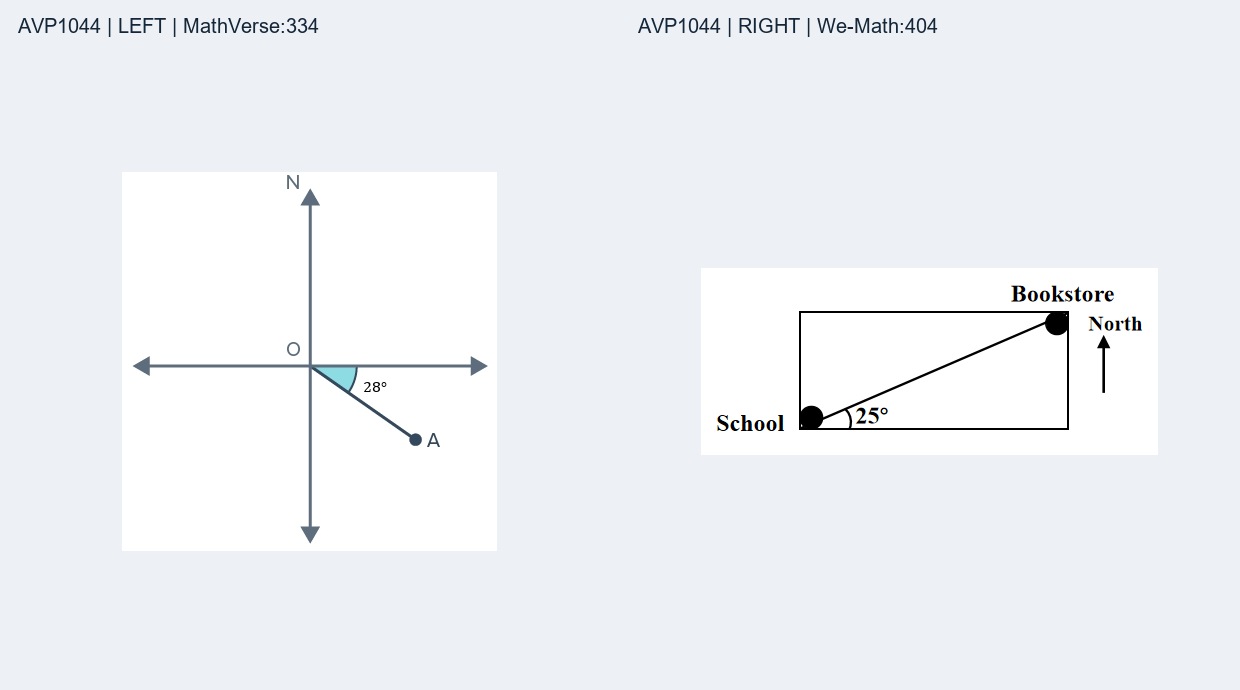 AVP1044 | LEFT | MathVerse:334
AVP1044 | RIGHT | We-Math:404
N
O
28°
A
Bookstore
North
School
25°